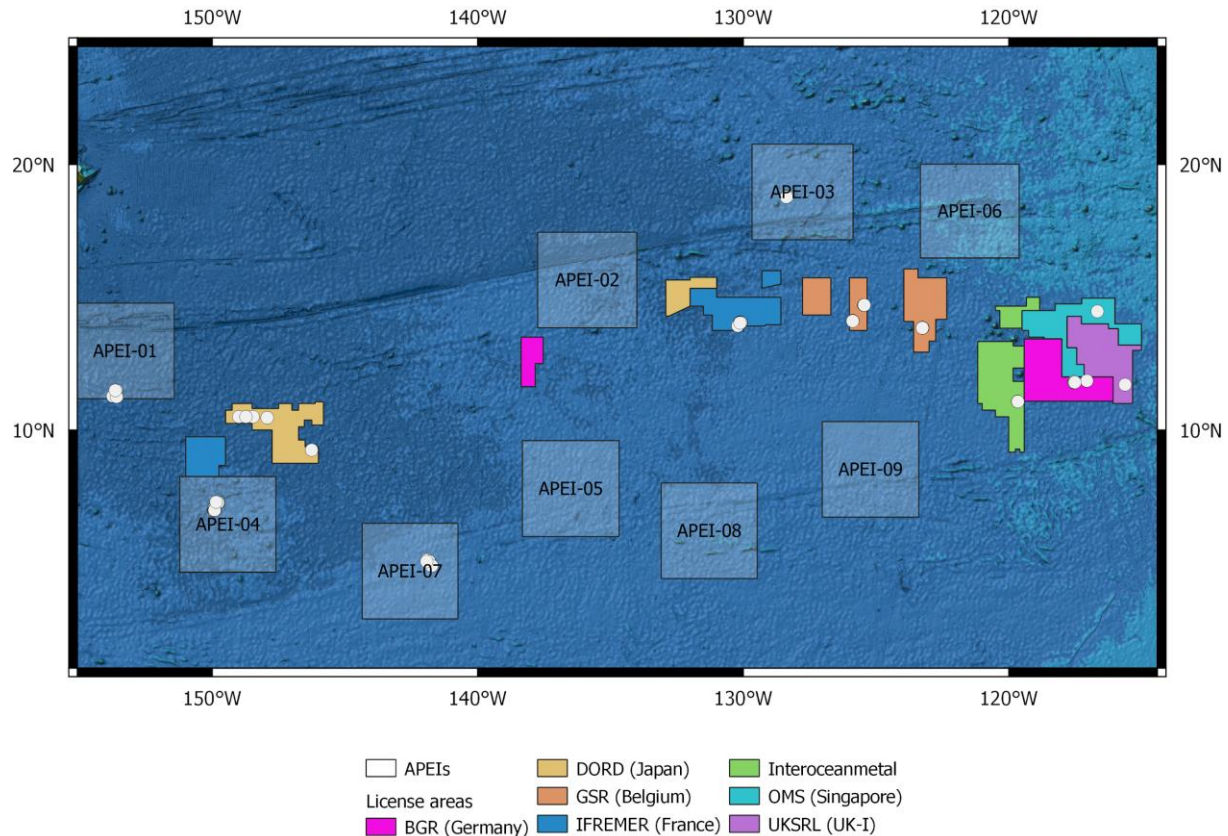 150°W 140°W 130°W 120°W
20°N 20°N
APEI-03
APEI-06
APEI-02
APEI-01
10°N 10°N
APEI-09
APEI-05
APEI-04
APEI-08
APEI-07
150°W 140°W 130°W 120°W
APEIs
License areas
BGR (Germany)
DORD (Japan)
GSR (Belgium)
IFREMER (France)
Interoceanmetal
OMS (Singapore)
UKSRL (UK-I)